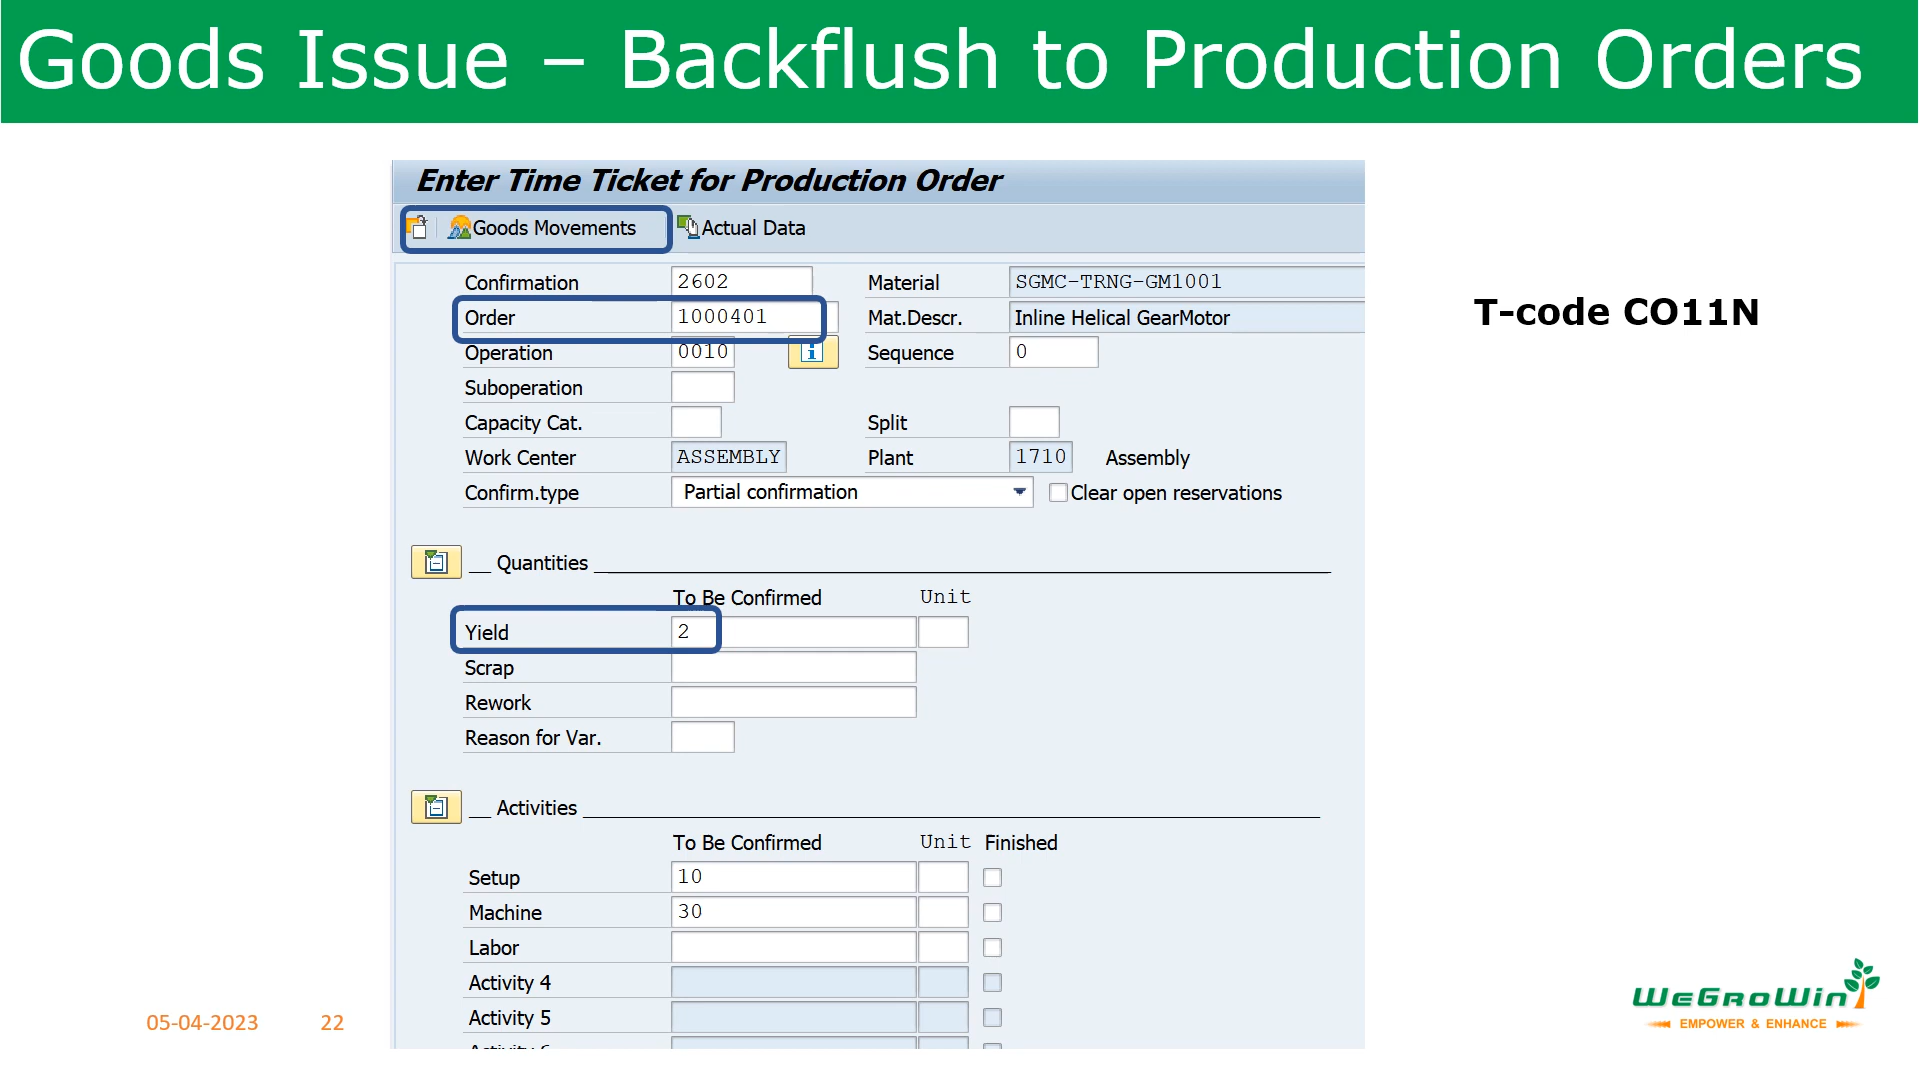 Goods Issue – Backflush to Production Orders
Enter Time Ticket for Production Order
Goods Movements Actual Data
Confirmation 2602 Material SGMC-TRNG-GM1001
Order 1000401 Mat.Descr. Inline Helical GearMotor
T-code CO11N
Operation 0010 Sequence 0
Suboperation
Capacity Cat. Split
Work Center ASSEMBLY Plant 1710 Assembly
Confirm.type Partial confirmation Clear open reservations
Quantities
To Be Confirmed Unit
Yield 2
Scrap
Rework
Reason for Var.
Activities
To Be Confirmed Unit Finished
Setup 10
Machine 30
Labor
Activity 4
Activity 5
05-04-2023 22
WeGroWin
EMPOWER & ENHANCE